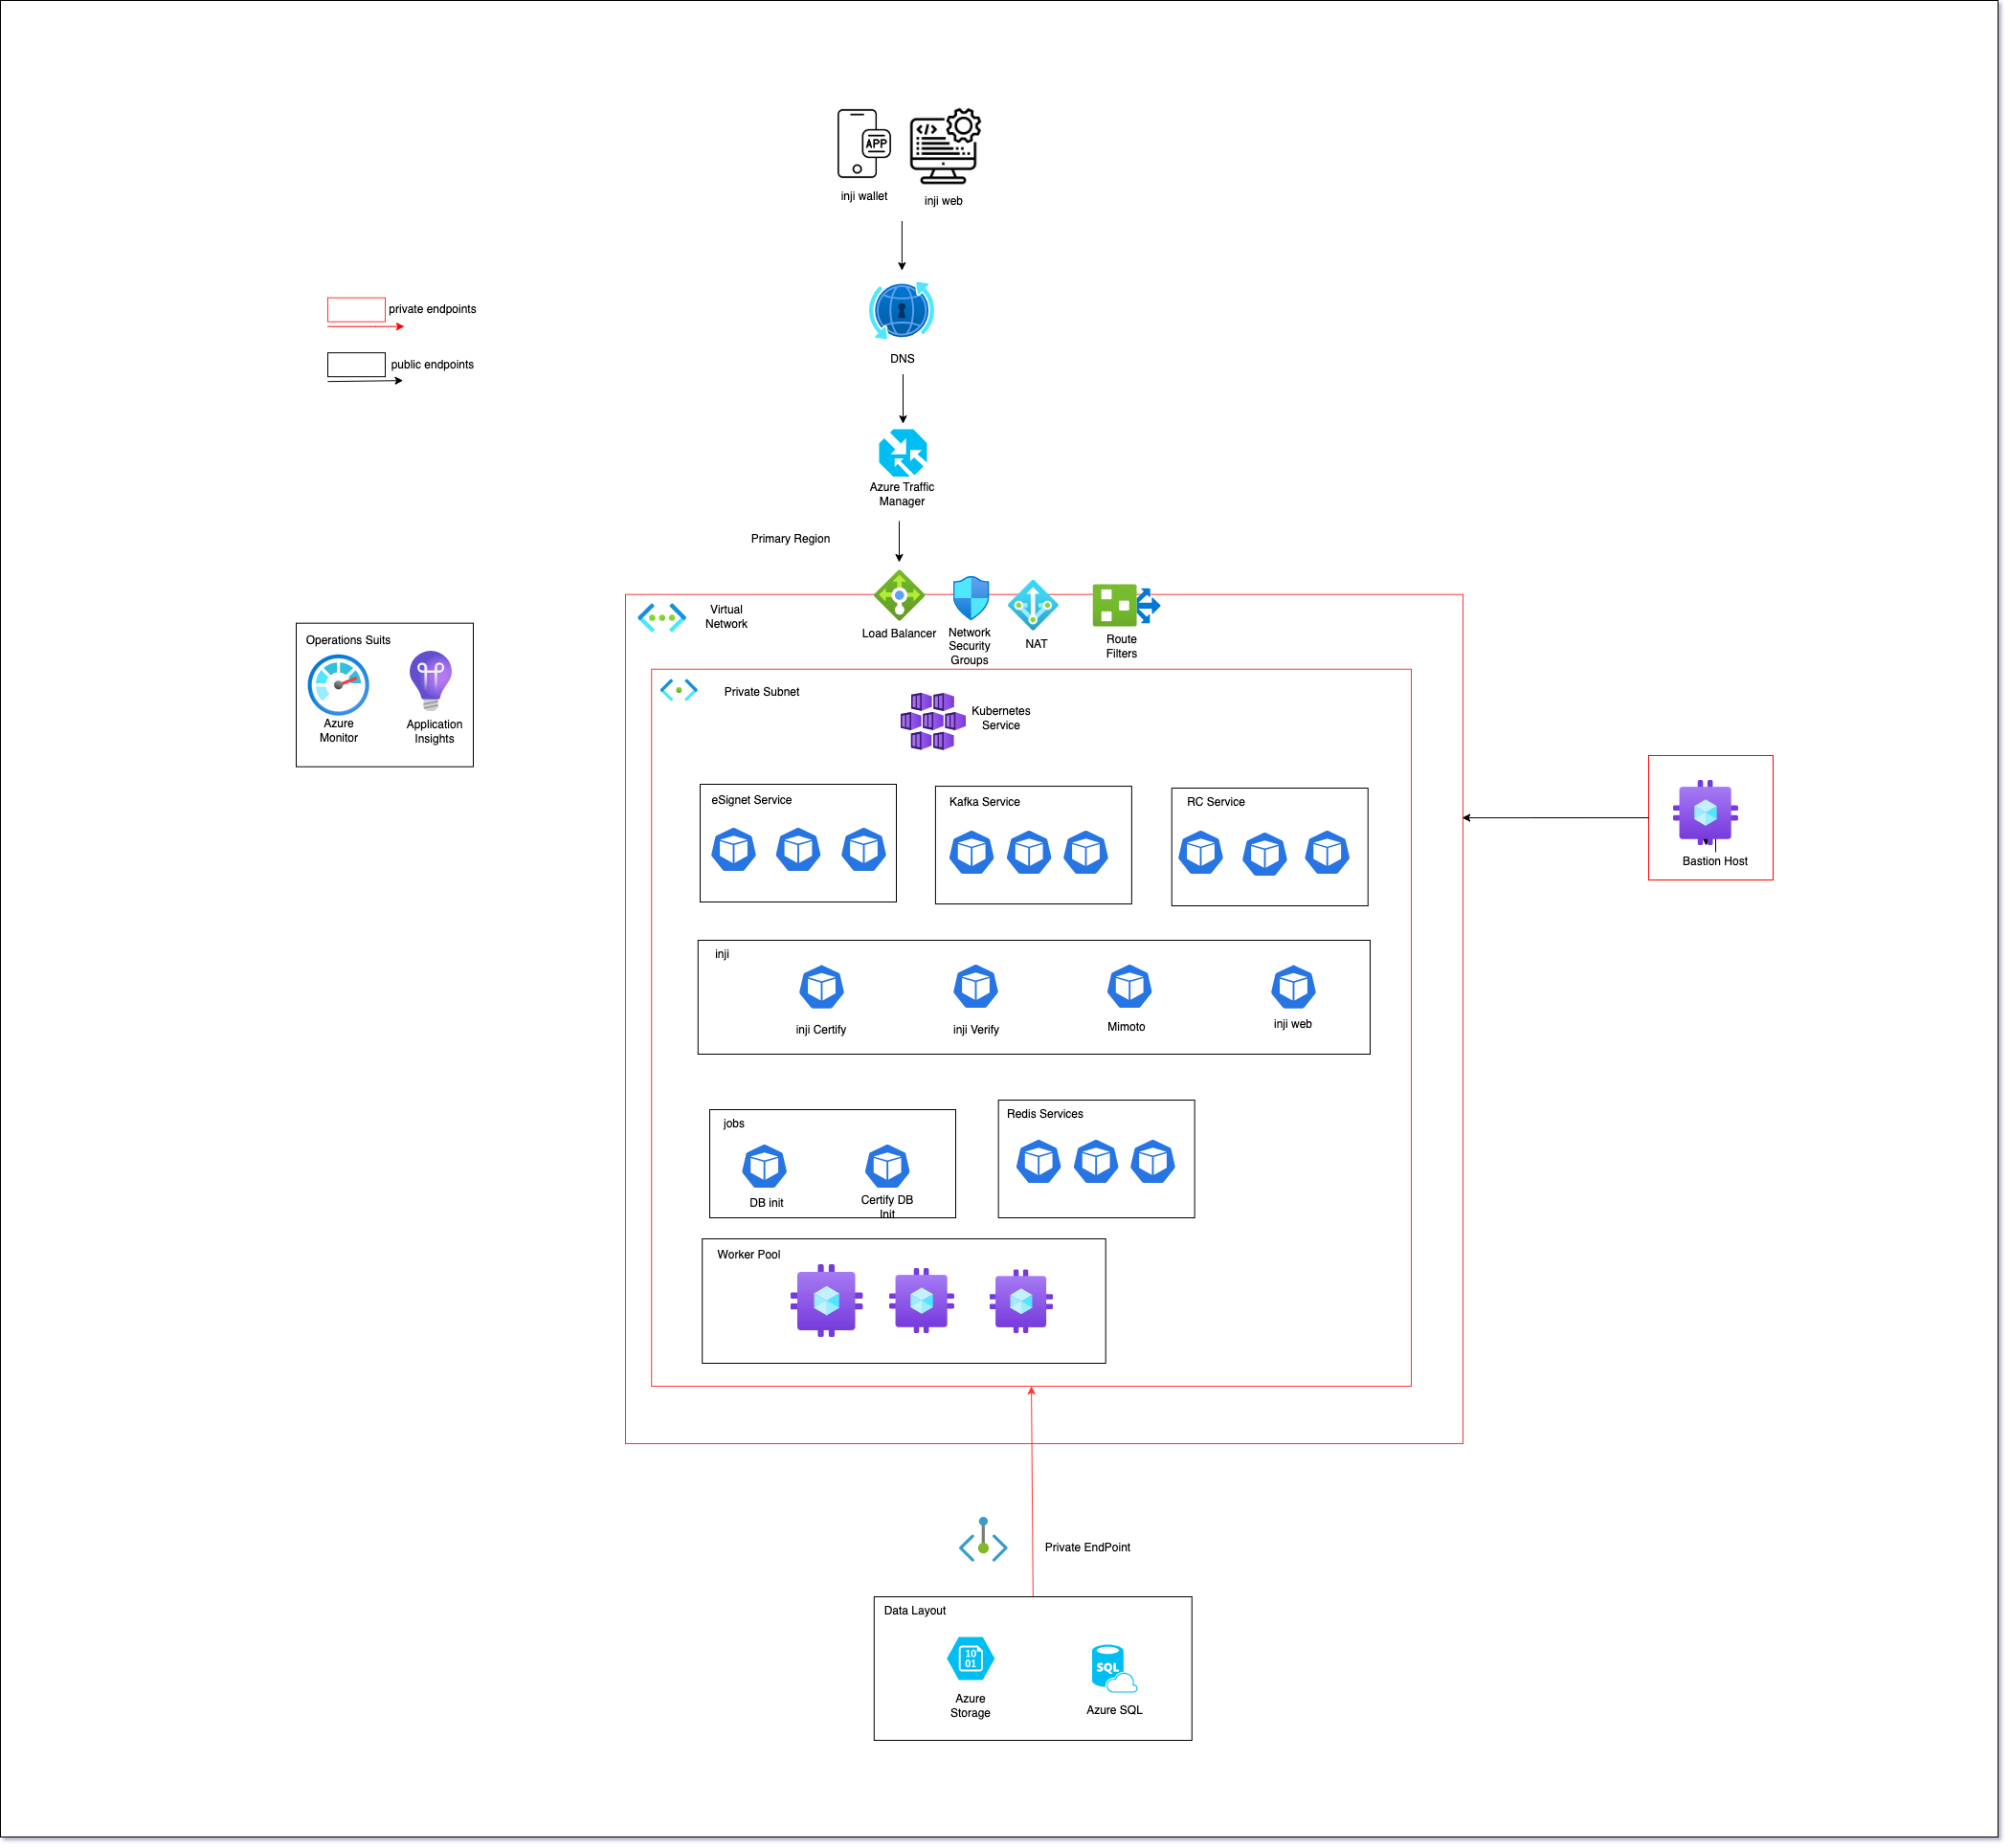 APP
</>
inji wallet
inji web
private endpoints
public endpoints
DNS
Azure Traffic
Manager
Primary Region
Virtual
Network
Load Balancer
Network
Security
Groups
NAT
Route
Filters
Operations Suits
Azure
Monitor
Application
Insights
Private Subnet
Kubernetes
Service
eSignet Service
Kafka Service
RC Service
Bastion Host
inji
inji Certify
inji Verify
Mimoto
inji web
jobs
DB init
Certify DB
Init
Redis Services
Worker Pool
Private EndPoint
Data Layout
10
01
Azure
Storage
SQL
Azure SQL